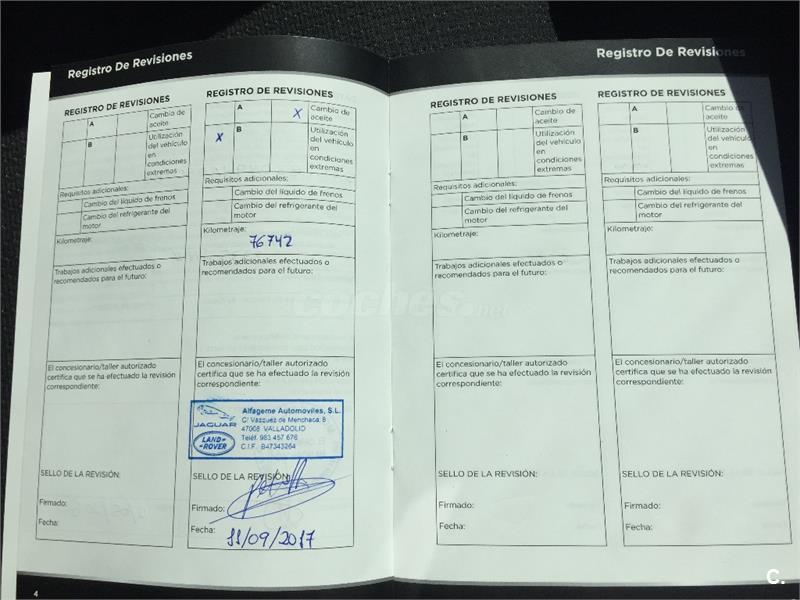 Registro De Revisiones
REGISTRO DE REVISIONES
A
Cambio de
aceite
B
Utilización
del vehículo
en
condiciones
extremas
Requisitos adicionales:
Cambio del líquido de frenos
Cambio del refrigerante del
motor
Kilometraje:
Trabajos adicionales efectuados o
recomendados para el futuro:
El concesionario/taller autorizado
certifica que se ha efectuado la revisión
correspondiente:
SELLO DE LA REVISIÓN:
Firmado:
Fecha:
4
REGISTRO DE REVISIONES
A
X
Cambio de
aceite
X
B
Utilización
del vehículo
en
condiciones
extremas
Requisitos adicionales:
Cambio del líquido de frenos
Cambio del refrigerante del
motor
Kilometraje:
76742
Trabajos adicionales efectuados o
recomendados para el futuro:
El concesionario/taller autorizado
certifica que se ha efectuado la revisión
correspondiente:
JAGUAR
LAND-
ROVER
Alfageme Automoviles, S.L.
C/ Vázquez de Menchaca, 8
47008 VALLADOLID
Teléf. 983 457 676
C.I.F. B47343264
SELLO DE LA REVISIÓN:
Firmado:
Fecha: 11/09/2017
Registro De Revisiones
REGISTRO DE REVISIONES
A
Cambio de
aceite
B
Utilización
del vehículo
en
condiciones
extremas
Requisitos adicionales:
Cambio del líquido de frenos
Cambio del refrigerante del
motor
Kilometraje:
Trabajos adicionales efectuados o
recomendados para el futuro:
El concesionario/taller autorizado
certifica que se ha efectuado la revisión
correspondiente:
SELLO DE LA REVISIÓN:
Firmado:
Fecha:
REGISTRO DE REVISIONES
A
Cambio de
aceite
B
Utilización
del vehículo
en
condiciones
extremas
Requisitos adicionales:
Cambio del líquido de frenos
Cambio del refrigerante del
motor
Kilometraje:
Trabajos adicionales efectuados o
recomendados para el futuro:
El concesionario/taller autorizado
certifica que se ha efectuado la revisión
correspondiente:
SELLO DE LA REVISIÓN:
Firmado:
Fecha:
coches.net
C.